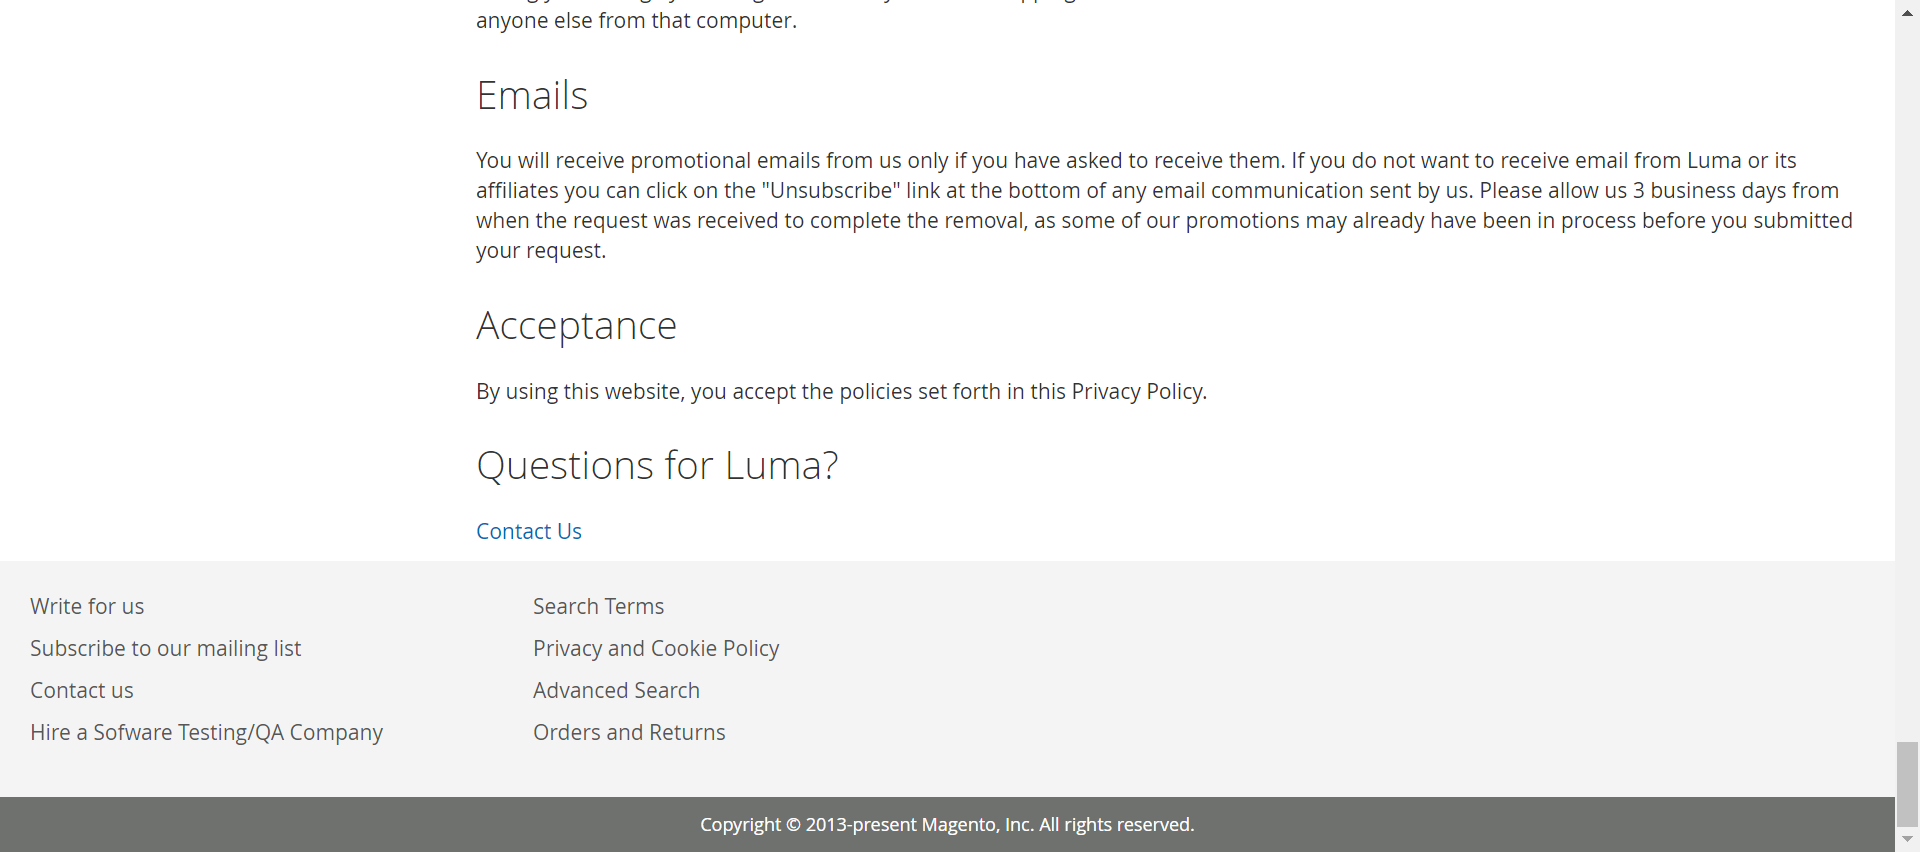 anyone else from that computer.
Emails
You will receive promotional emails from us only if you have asked to receive them. If you do not want to receive email from Luma or its
affiliates you can click on the "Unsubscribe" link at the bottom of any email communication sent by us. Please allow us 3 business days from
when the request was received to complete the removal, as some of our promotions may already have been in process before you submitted
your request.
Acceptance
By using this website, you accept the policies set forth in this Privacy Policy.
Questions for Luma?
Contact Us
Write for us
Subscribe to our mailing list
Contact us
Hire a Sofware Testing/QA Company
Search Terms
Privacy and Cookie Policy
Advanced Search
Orders and Returns
Copyright © 2013-present Magento, Inc. All rights reserved.